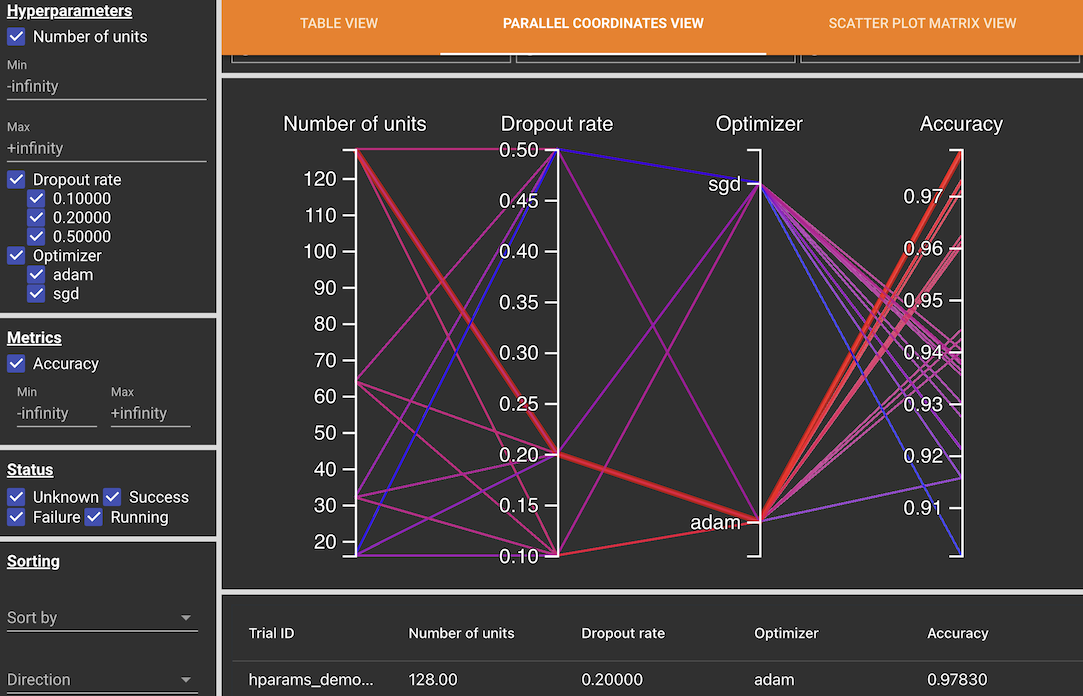 Hyperparameters
Number of units
Min
-infinity
Max
+infinity
Dropout rate
0.10000
0.20000
0.50000
Optimizer
adam
sgd
Metrics
Accuracy
Min Max
-infinity +infinity
Status
Unknown Success
Failure Running
Sorting
Sort by
Direction
TABLE VIEW PARALLEL COORDINATES VIEW SCATTER PLOT MATRIX VIEW
Number of units Dropout rate Optimizer Accuracy
120
110
100
90
80
70
60
50
40
30
20
0.50
0.45
0.40
0.35
0.30
0.25
0.20
0.15
0.10
sgd
adam
0.97
0.96
0.95
0.94
0.93
0.92
0.91
Trial ID Number of units Dropout rate Optimizer Accuracy
hparams_demo... 128.00 0.20000 adam 0.97830